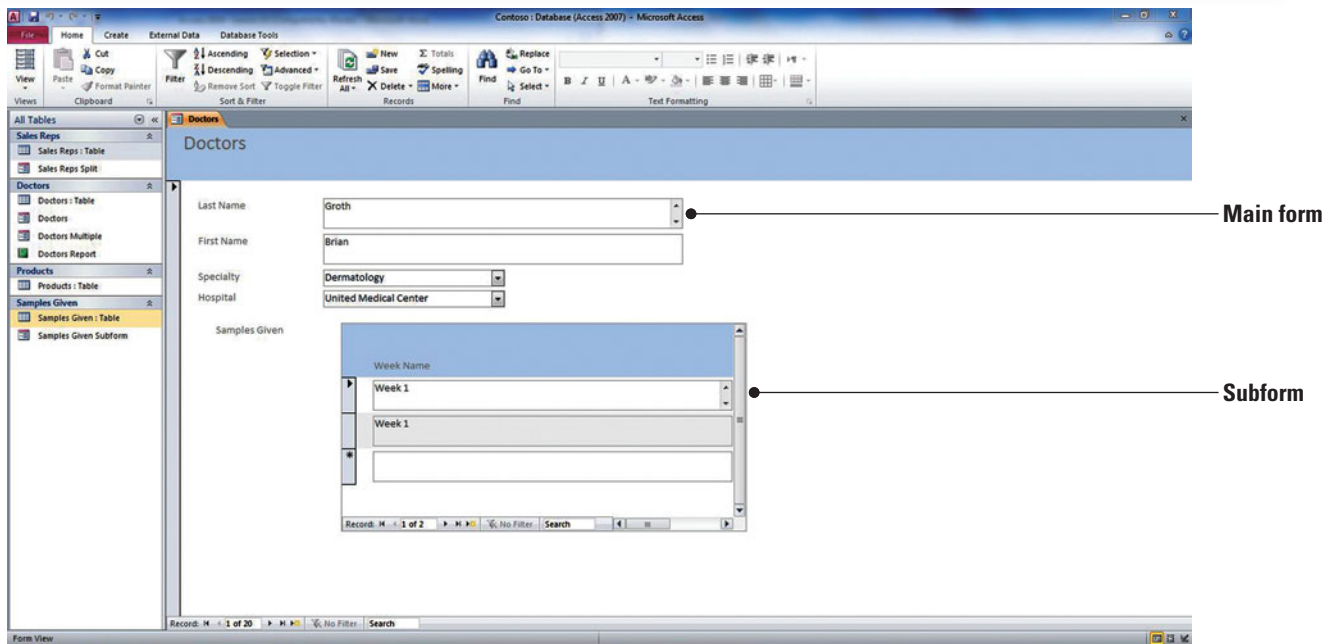 Contoso : Database (Access 2007) - Microsoft Access
File Home Create External Data Database Tools
View
Views
Paste
Cut
Copy
Format Painter
Clipboard
Filter
Ascending
Descending
Remove Sort
Selection
Advanced
Toggle Filter
Sort & Filter
Refresh All
New
Save
Delete
Totals
Spelling
More
Records
Find
Replace
Go To
Select
Find
B I U A
Text Formatting
All Tables
Sales Reps
Sales Reps : Table
Sales Reps Split
Doctors
Doctors : Table
Doctors
Doctors Multiple
Doctors Report
Products
Products : Table
Samples Given
Samples Given : Table
Samples Given Subform
Doctors
Doctors
Last Name Groth
First Name Brian
Specialty Dermatology
Hospital United Medical Center
Samples Given
Week Name
Week 1
Week 1
Record: 1 of 2 No Filter Search
Record: 1 of 20 No Filter Search
Form View
Main form
Subform